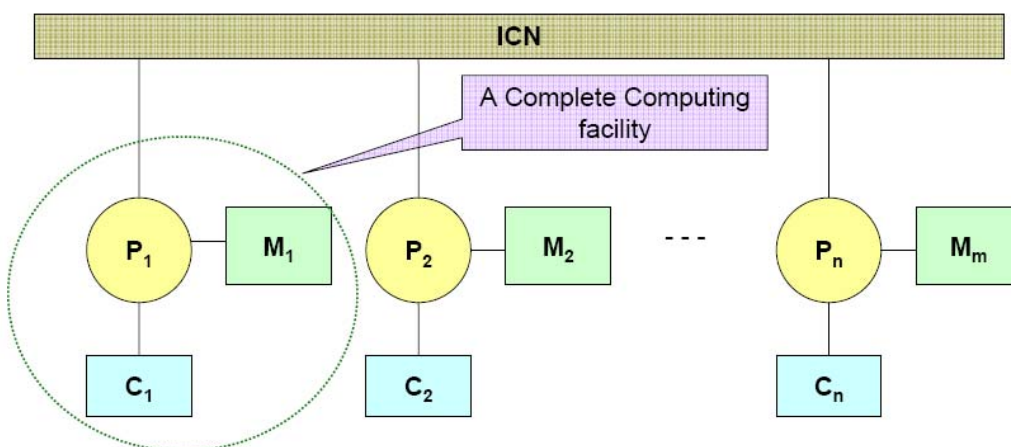 ICN
A Complete Computing
facility
P₁
M₁
P₂
M₂
- - -
Pₙ
Mₘ
C₁
C₂
Cₙ